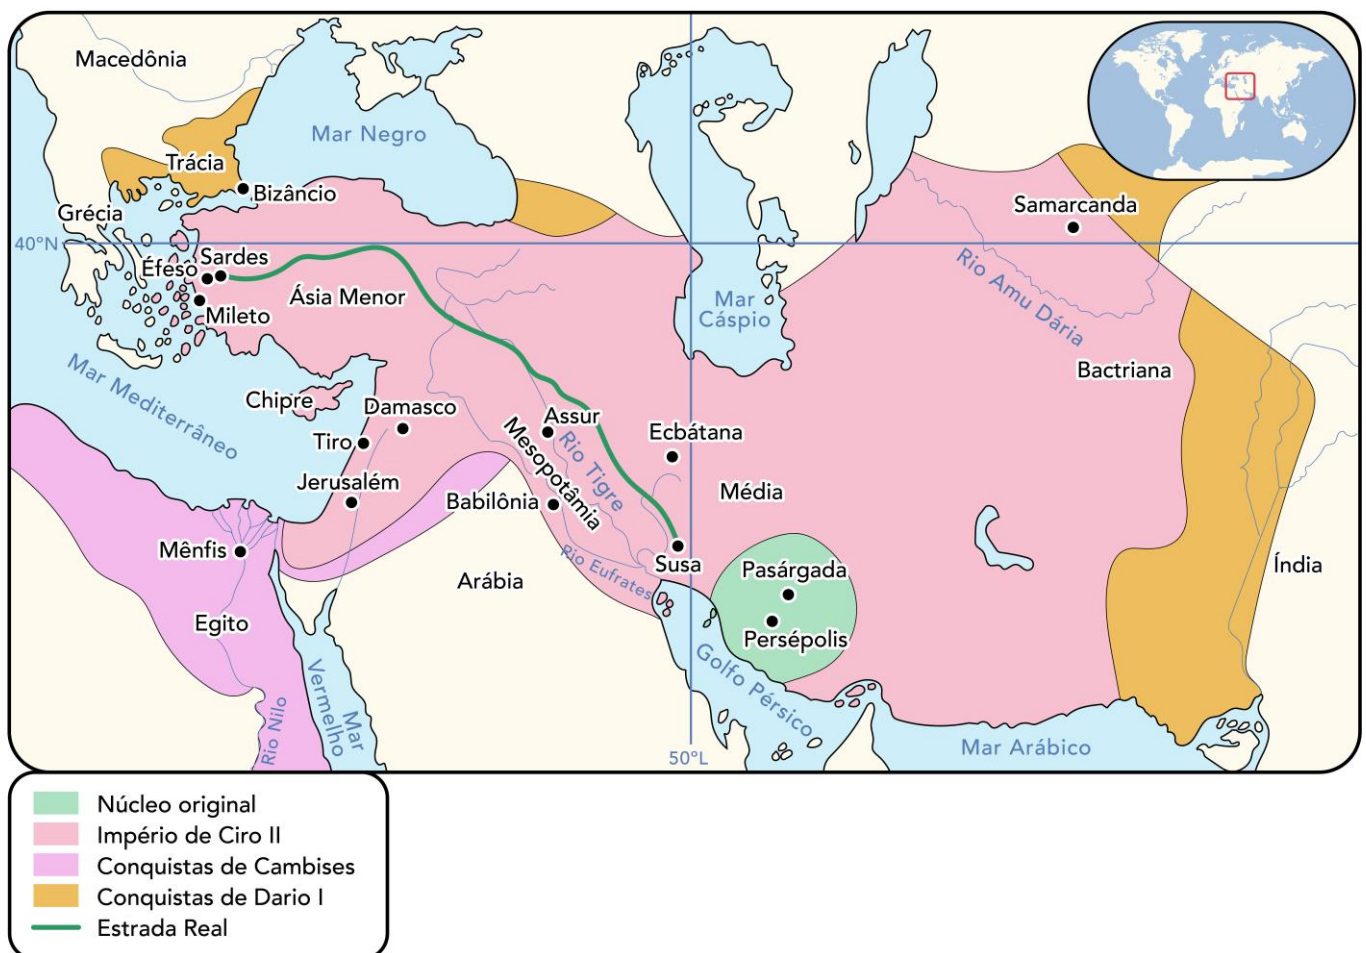 Macedônia
Mar Negro
Trácia
Bizâncio
Grécia
Samarcanda
40°N
Sardes
Éfeso
Ásia Menor
Mileto
Rio Amu Dária
Mar
Cáspio
Mar Mediterrâneo
Bactriana
Chipre
Damasco
Assur
Tiro
Ecbátana
Mesopotâmia
Rio Tigre
Jerusalém
Média
Babilônia
Mênfis
Rio Eufrates
Susa
Pasárgada
Índia
Arábia
Egito
Persépolis
Golfo Pérsico
Mar
Vermelho
Mar
Rio Nilo
50°L
Mar Arábico
Núcleo original
Império de Ciro II
Conquistas de Cambises
Conquistas de Dario I
Estrada Real